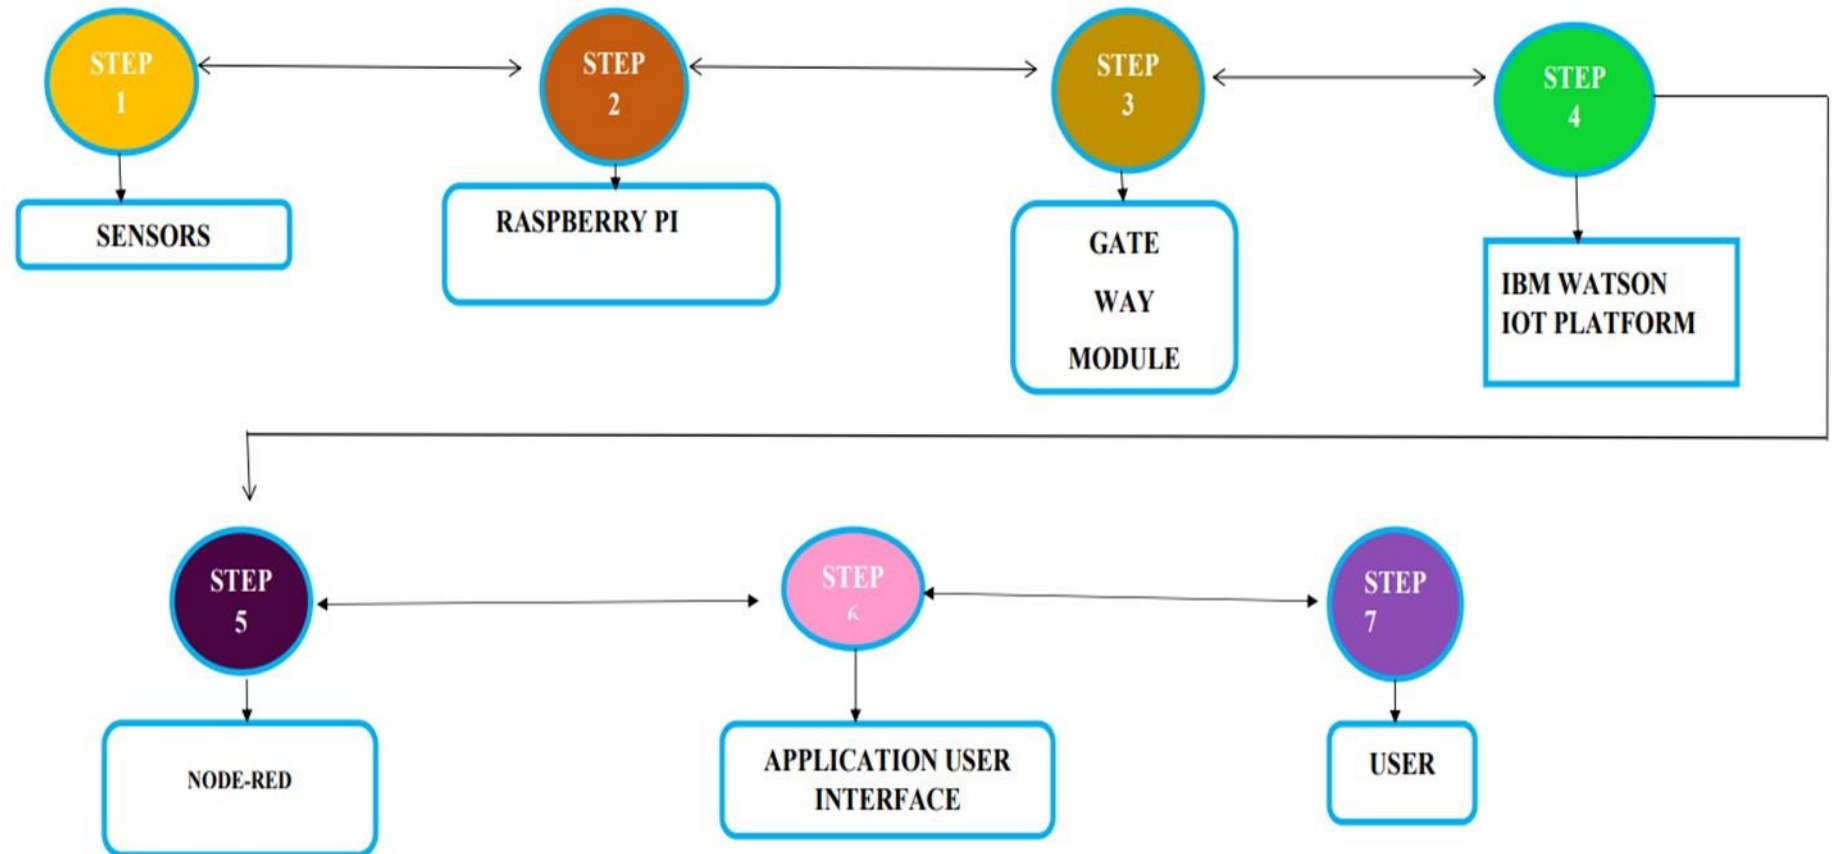 STEP
1
STEP
2
STEP
3
STEP
4
SENSORS
RASPBERRY PI
GATE
WAY
MODULE
IBM WATSON
IOT PLATFORM
STEP
5
STEP
6
STEP
7
NODE-RED
APPLICATION USER
INTERFACE
USER